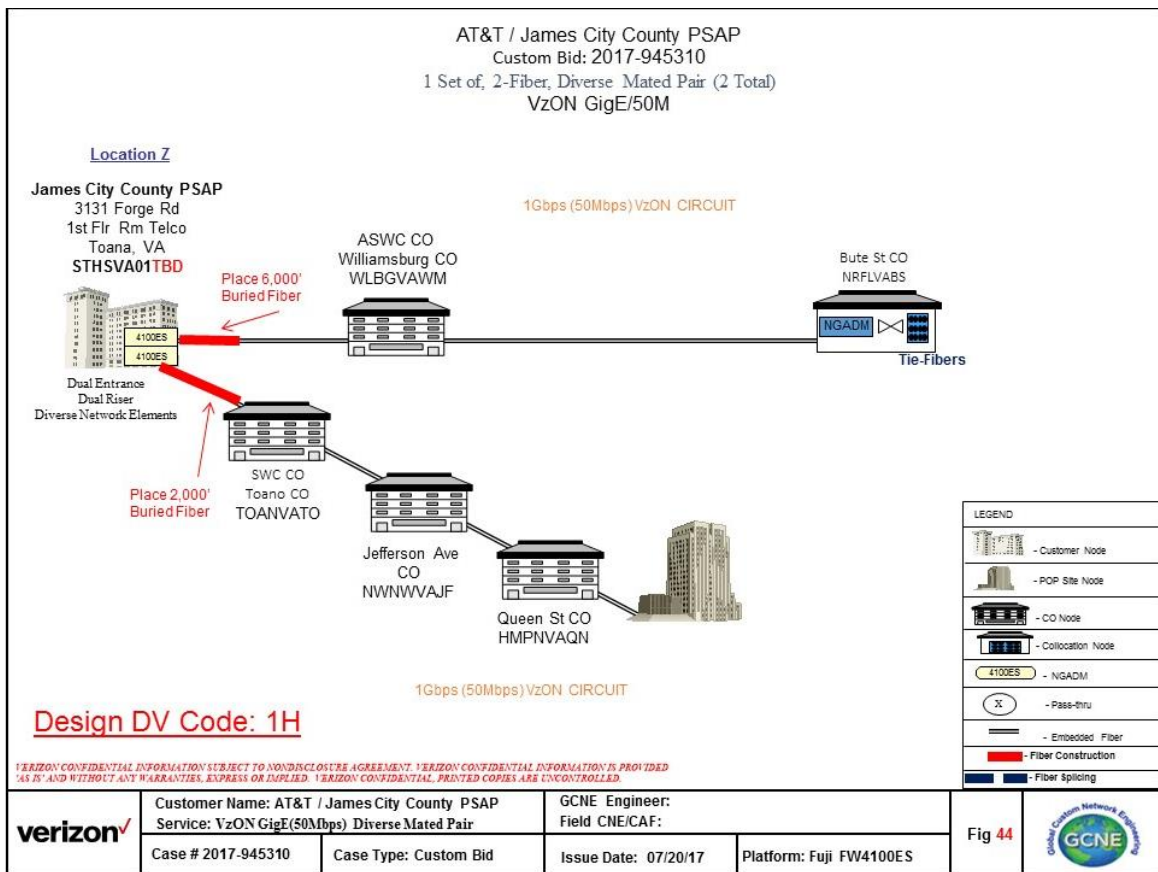 AT&T / James City County PSAP
Custom Bid: 2017-945310
1 Set of, 2-Fiber, Diverse Mated Pair (2 Total)
VzON GigE/50M
Location Z
James City County PSAP
3131 Forge Rd
1st Flr Rm Telco
Toana, VA
STHSVA01TBD
1Gbps (50Mbps) VzON CIRCUIT
Place 6,000'
Buried Fiber
ASWC CO
Williamsburg CO
WLBGVAWM
Bute St CO
NRFLVABS
NGADM
Tie-Fibers
4100ES
4100ES
Dual Entrance
Dual Riser
Diverse Network Elements
Place 2,000'
Buried Fiber
SWC CO
Toano CO
TOANVATO
Jefferson Ave
CO
NWNWVAJF
Queen St CO
HMPNVAQN
1Gbps (50Mbps) VzON CIRCUIT
Design DV Code: 1H
LEGEND
- Customer Node
- POP Site Node
- CO Node
- Collocation Node
4100ES - NGADM
X - Pass-thru
- Embedded Fiber
- Fiber Construction
- Fiber Splicing
VERIZON CONFIDENTIAL INFORMATION SUBJECT TO NONDISCLOSURE AGREEMENT. VERIZON CONFIDENTIAL INFORMATION IS PROVIDED
'AS IS' AND WITHOUT ANY WARRANTIES, EXPRESS OR IMPLIED. VERIZON CONFIDENTIAL, PRINTED COPIES ARE UNCONTROLLED.
verizon
Customer Name: AT&T / James City County PSAP
Service: VzON GigE(50Mbps) Diverse Mated Pair
GCNE Engineer:
Field CNE/CAF:
Case # 2017-945310
Case Type: Custom Bid
Issue Date: 07/20/17
Platform: Fuji FW4100ES
Fig 44
Global Custom Network Engineering
GCNE